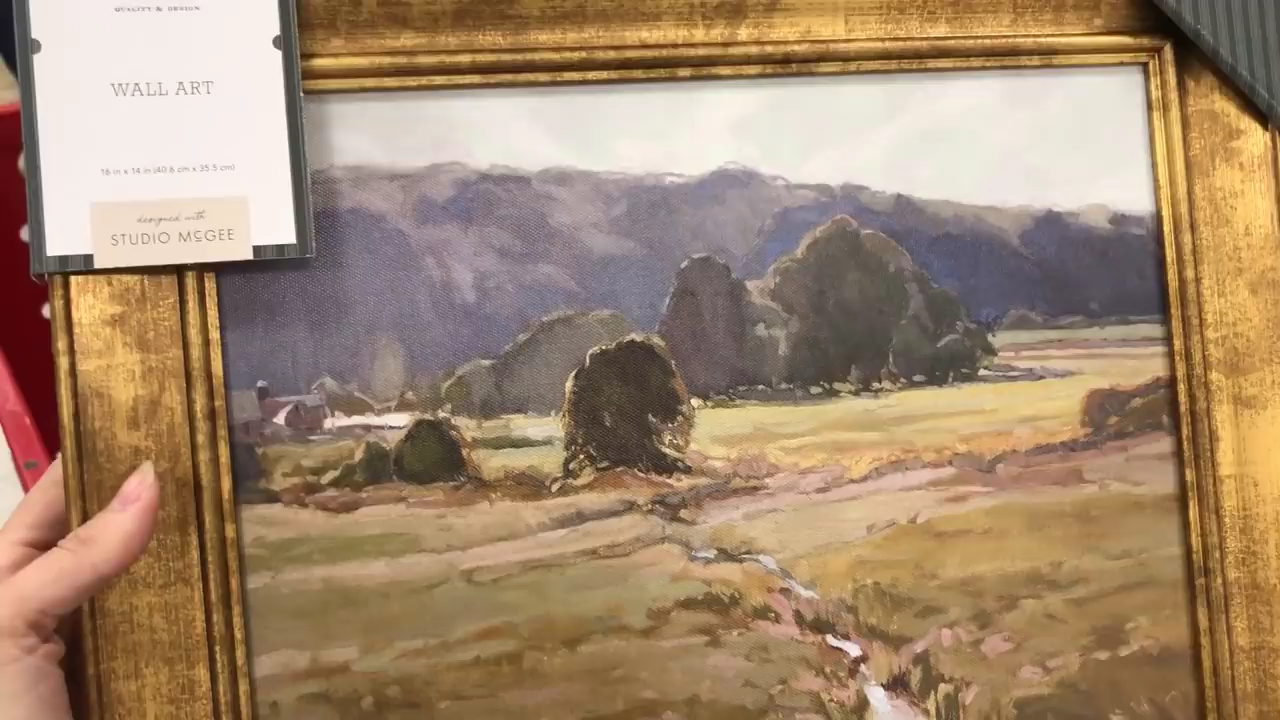 QUALITY & DESIGN
WALL ART
16 in x 14 in (40.6 cm x 35.5 cm)
designed with
STUDIO McGEE